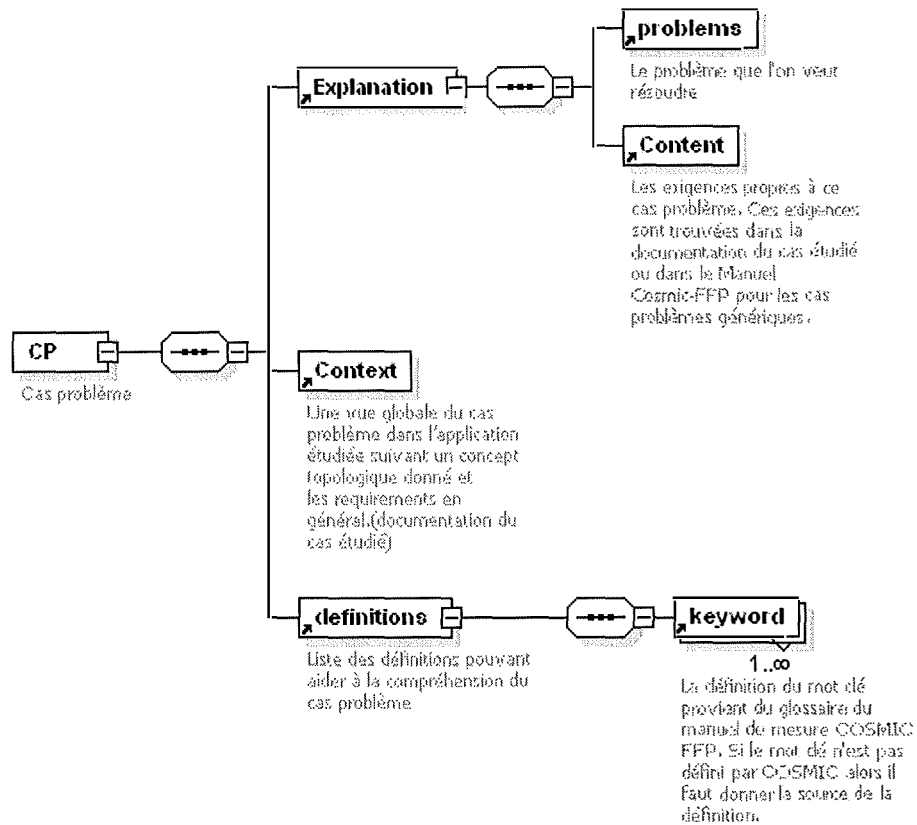 problems
Le problème que l'on veut
résoudre
Explanation
Content
Les exigences propres à ce
cas problème. Ces exigences
sont trouvées dans la
documentation du cas étudié
ou dans le Manuel
Cosmic-FFP pour les cas
problèmes génériques.
CP
Cas problème
Context
Une vue globale du cas
problème dans l'application
étudiée suivant un concept
topologique donné et
les requirements en
général.(documentation du
cas étudié)
definitions
Liste des définitions pouvant
aider à la compréhension du
cas problème
keyword
1..∞
La définition du mot clé
provient du glossaire du
manuel de mesure COSMIC
FFP. Si le mot clé n'est pas
défini par COSMIC alors il
faut donner la source de la
définition.